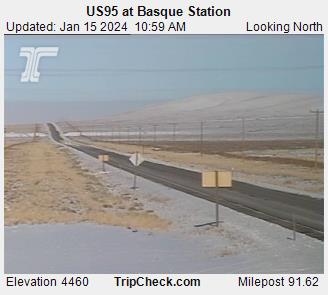 US95 at Basque Station
Updated: Jan 15 2024 10:59 AM Looking North
Elevation 4460 TripCheck.com Milepost 91.62